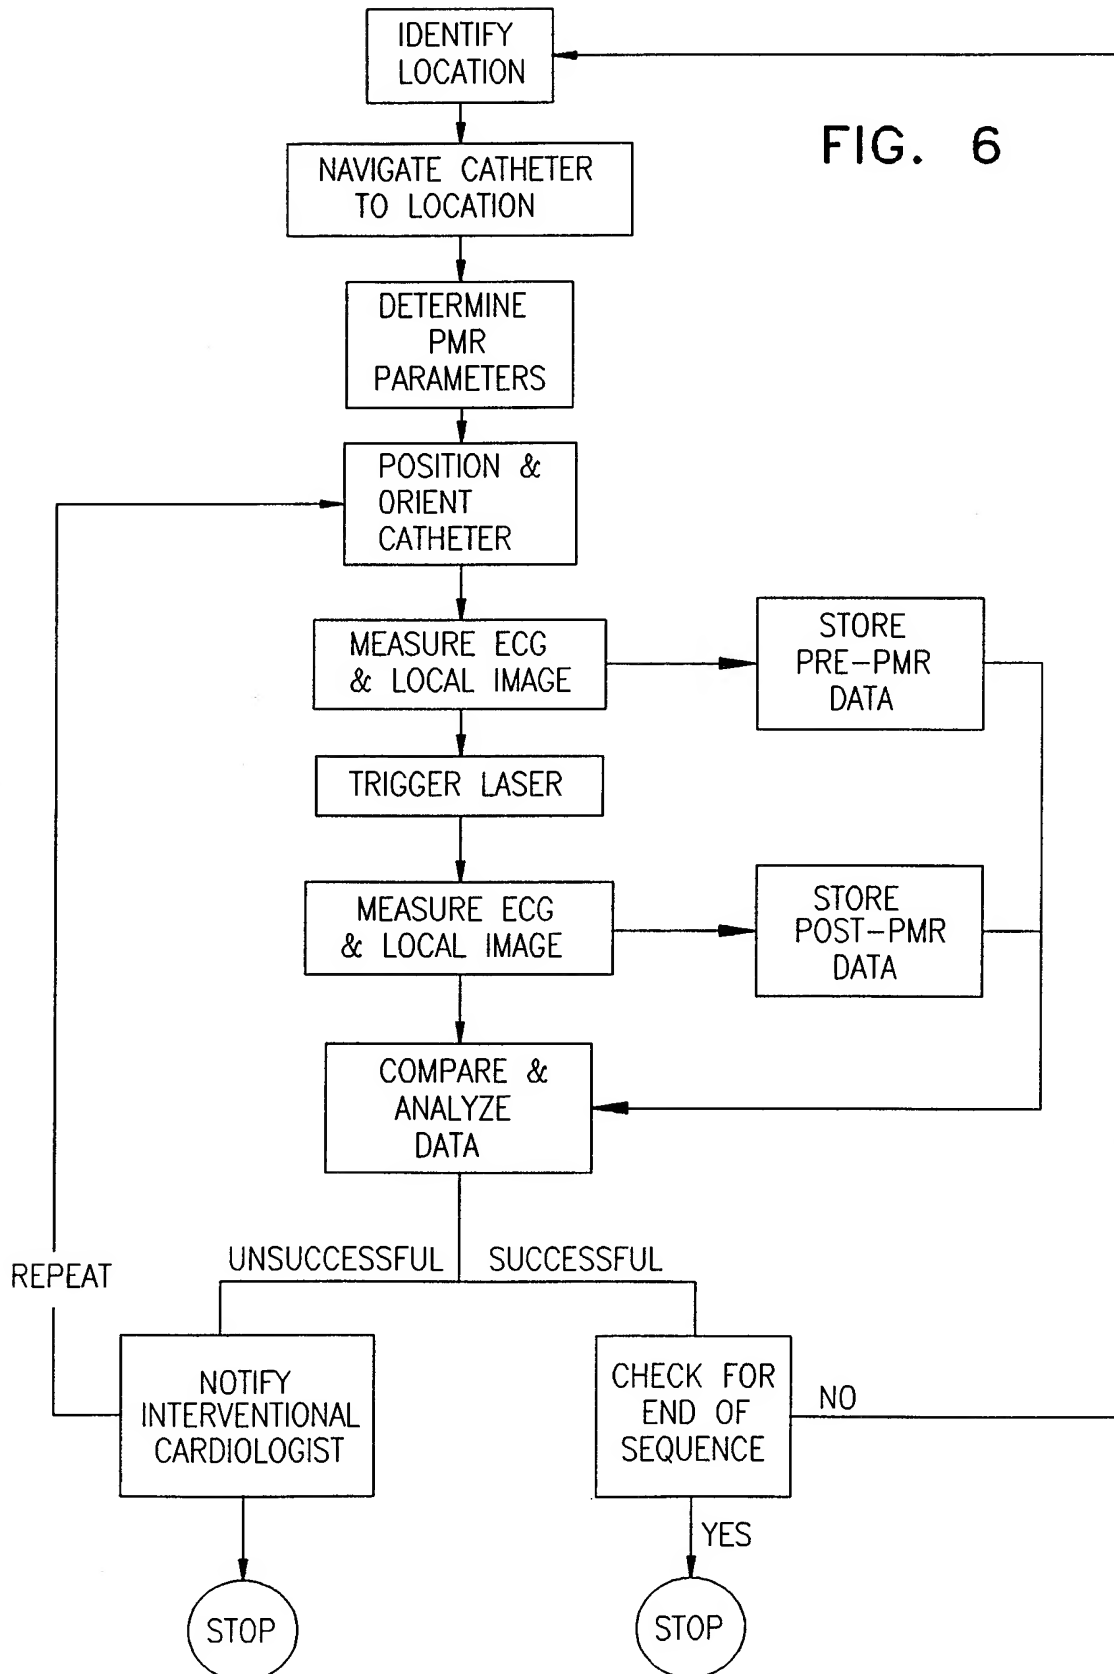 IDENTIFY
LOCATION
FIG. 6
NAVIGATE CATHETER
TO LOCATION
DETERMINE
PMR
PARAMETERS
POSITION &
ORIENT
CATHETER
MEASURE ECG
& LOCAL IMAGE
STORE
PRE-PMR
DATA
TRIGGER LASER
MEASURE ECG
& LOCAL IMAGE
STORE
POST-PMR
DATA
COMPARE &
ANALYZE
DATA
UNSUCCESSFUL
SUCCESSFUL
REPEAT
NOTIFY
INTERVENTIONAL
CARDIOLOGIST
CHECK FOR
END OF
SEQUENCE
NO
YES
STOP
STOP